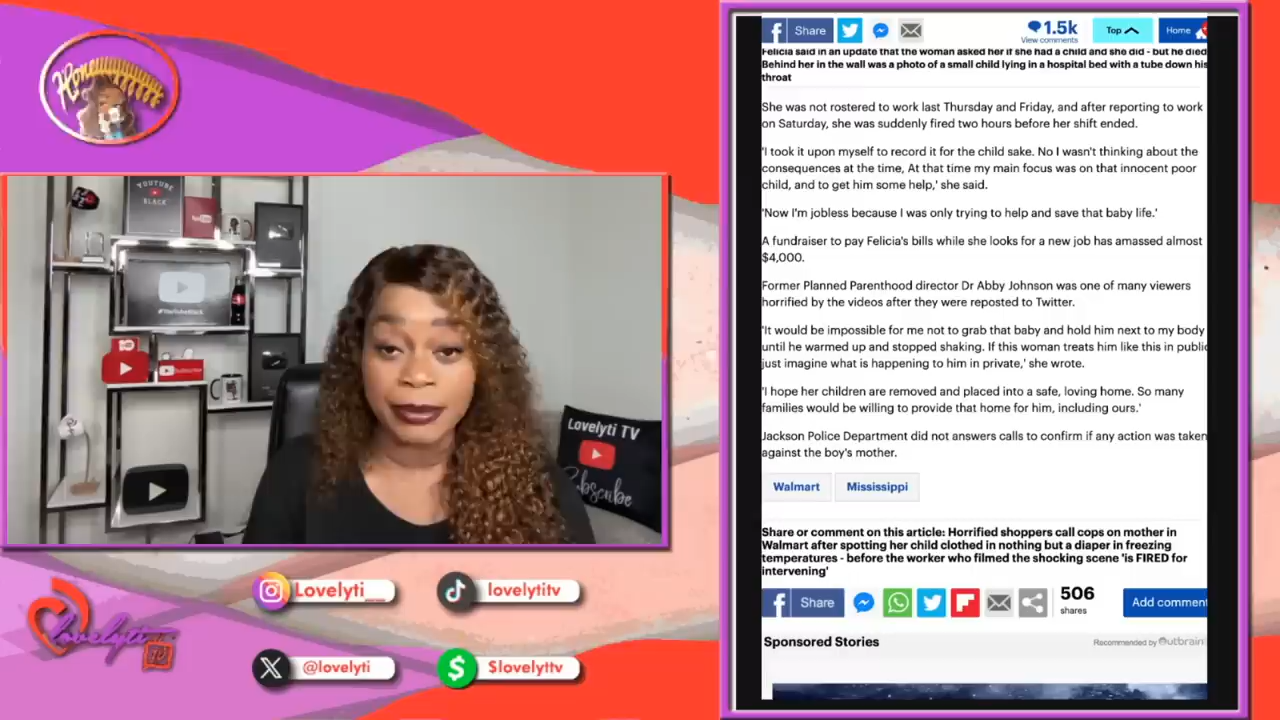 Honeyyyyyyy
YOUTUBE
BLACK
#YouTubeBlack
Lovelyti TV
Subscribe
lovelyti
TV
Lovelyti__
lovelytitv
@lovelyti
$lovelyttv
Share
1.5k
View comments
Top
Home
Felicia said in an update that the woman asked her if she had a child and she did - but he died
Behind her in the wall was a photo of a small child lying in a hospital bed with a tube down his
throat
She was not rostered to work last Thursday and Friday, and after reporting to work
on Saturday, she was suddenly fired two hours before her shift ended.
'I took it upon myself to record it for the child sake. No I wasn't thinking about the
consequences at the time, At that time my main focus was on that innocent poor
child, and to get him some help,' she said.
'Now I'm jobless because I was only trying to help and save that baby life.'
A fundraiser to pay Felicia's bills while she looks for a new job has amassed almost
$4,000.
Former Planned Parenthood director Dr Abby Johnson was one of many viewers
horrified by the videos after they were reposted to Twitter.
'It would be impossible for me not to grab that baby and hold him next to my body
until he warmed up and stopped shaking. If this woman treats him like this in public
just imagine what is happening to him in private,' she wrote.
'I hope her children are removed and placed into a safe, loving home. So many
families would be willing to provide that home for him, including ours.'
Jackson Police Department did not answers calls to confirm if any action was taken
against the boy's mother.
Walmart
Mississippi
Share or comment on this article: Horrified shoppers call cops on mother in
Walmart after spotting her child clothed in nothing but a diaper in freezing
temperatures - before the worker who filmed the shocking scene 'is FIRED for
intervening'
Share
506
shares
Add comment
Sponsored Stories
Recommended by Outbrain